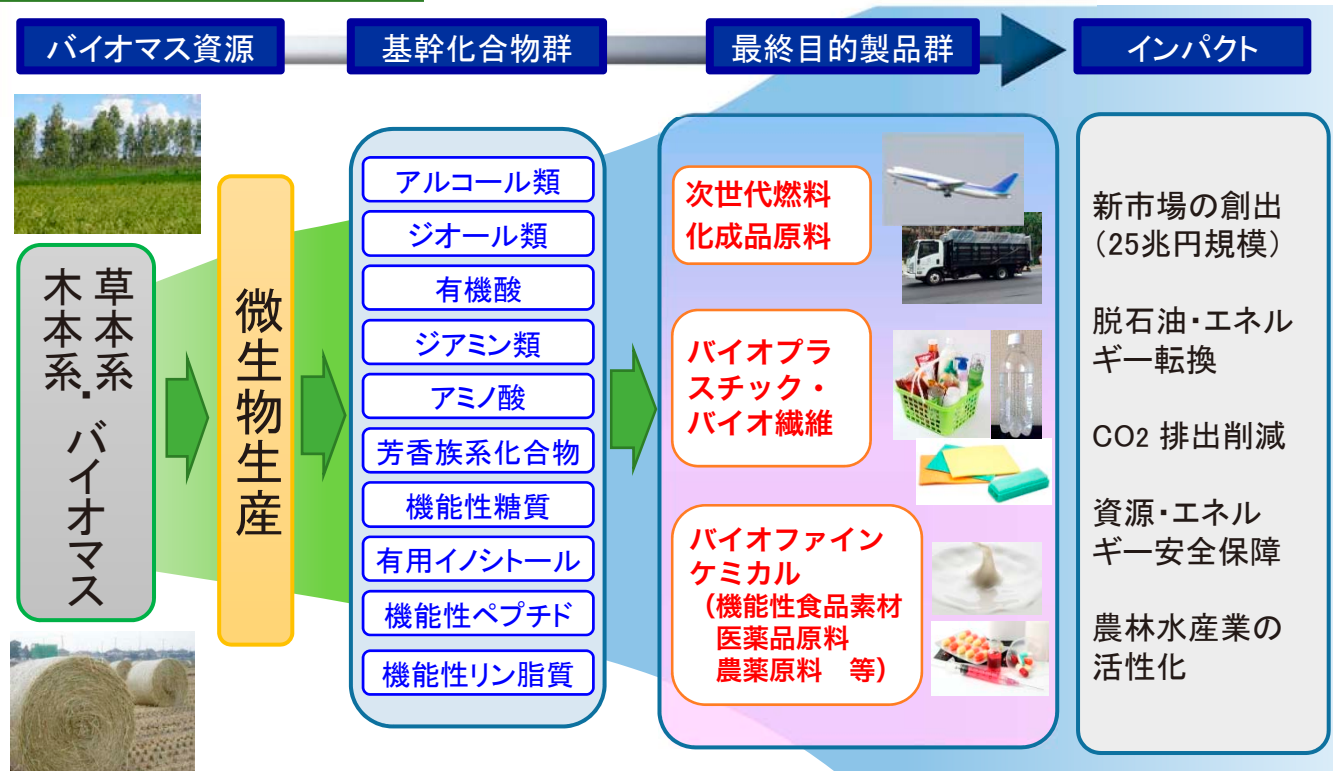 バイオマス資源
基幹化合物群
最終目的製品群
インパクト
草本系・
木本系 バイオマス
微生物生産
アルコール類
ジオール類
有機酸
ジアミン類
アミノ酸
芳香族系化合物
機能性糖質
有用イノシトール
機能性ペプチド
機能性リン脂質
次世代燃料
化成品原料
バイオプラ
スチック・
バイオ繊維
バイオファイン
ケミカル
（機能性食品素材
医薬品原料
農薬原料　等）
新市場の創出
（25兆円規模）
脱石油・エネル
ギー転換
CO2 排出削減
資源・エネル
ギー安全保障
農林水産業の
活性化